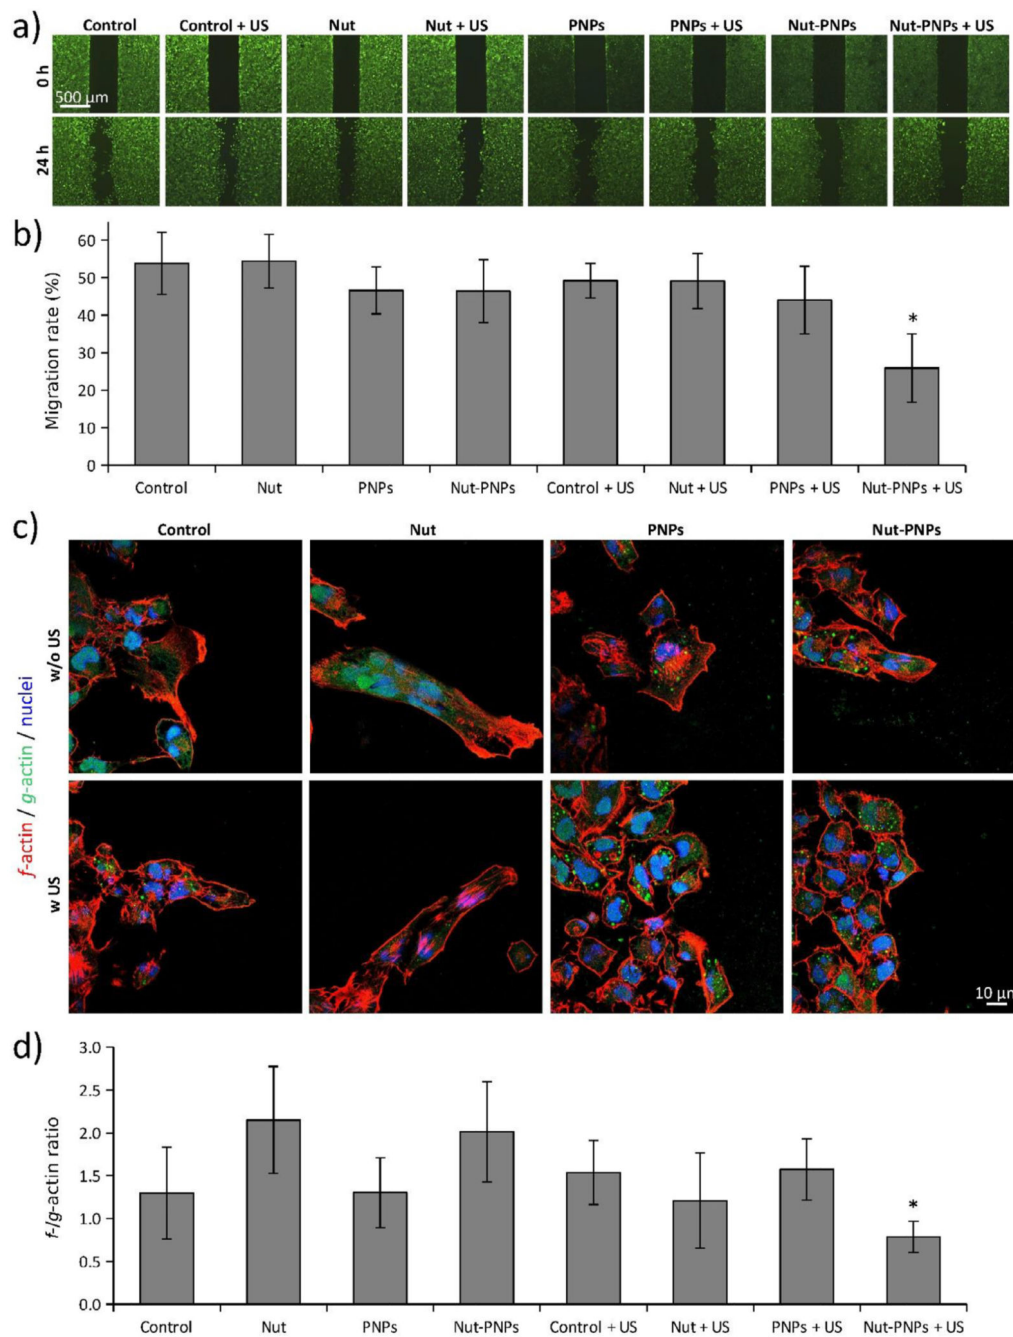 a)
Control
Control + US
Nut
Nut + US
PNPs
PNPs + US
Nut-PNPs
Nut-PNPs + US
0 h
500 µm
24 h
b)
Migration rate (%)
60
50
40
30
20
10
0
*
Control
Nut
PNPs
Nut-PNPs
Control + US
Nut + US
PNPs + US
Nut-PNPs + US
c)
Control
Nut
PNPs
Nut-PNPs
w/o US
f-actin / g-actin / nuclei
w US
10 µm
d)
f-/g-actin ratio
3.0
2.5
2.0
1.5
1.0
0.5
0.0
*
Control
Nut
PNPs
Nut-PNPs
Control + US
Nut + US
PNPs + US
Nut-PNPs + US